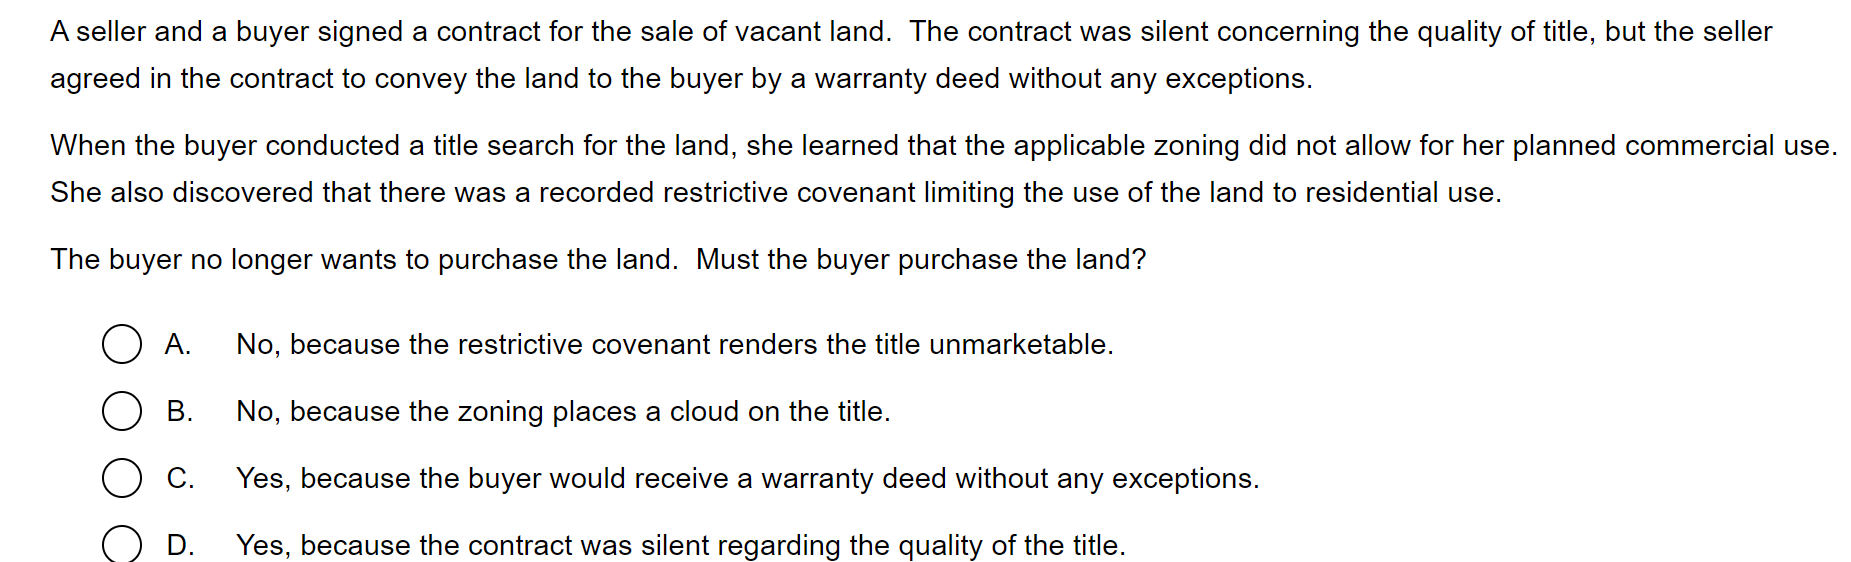 A seller and a buyer signed a contract for the sale of vacant land.  The contract was silent concerning the quality of title, but the seller
agreed in the contract to convey the land to the buyer by a warranty deed without any exceptions.
When the buyer conducted a title search for the land, she learned that the applicable zoning did not allow for her planned commercial use.
She also discovered that there was a recorded restrictive covenant limiting the use of the land to residential use.
The buyer no longer wants to purchase the land.  Must the buyer purchase the land?
A. No, because the restrictive covenant renders the title unmarketable.
B. No, because the zoning places a cloud on the title.
C. Yes, because the buyer would receive a warranty deed without any exceptions.
D. Yes, because the contract was silent regarding the quality of the title.